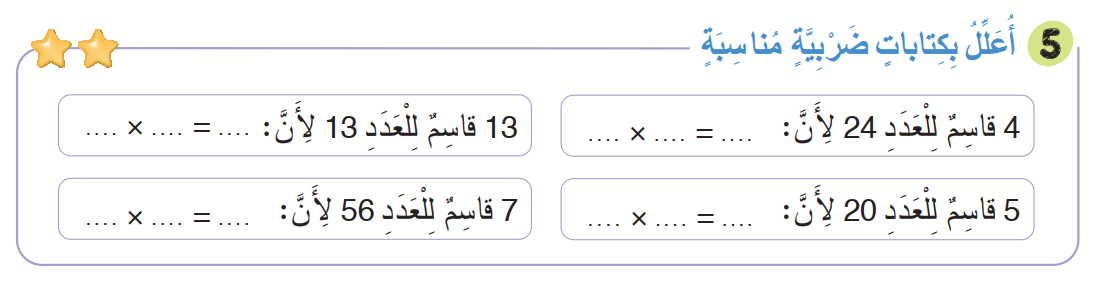 5 أُعَلِّلُ بِكِتاباتٍ ضَرْبِيَّةٍ مُناسِبَةٍ
4 قاسِمٌ لِلْعَدَدِ 24 لِأَنَّ: .... × .... = ....
13 قاسِمٌ لِلْعَدَدِ 13 لِأَنَّ: .... × .... = ....
5 قاسِمٌ لِلْعَدَدِ 20 لِأَنَّ: .... × .... = ....
7 قاسِمٌ لِلْعَدَدِ 56 لِأَنَّ: .... × .... = ....